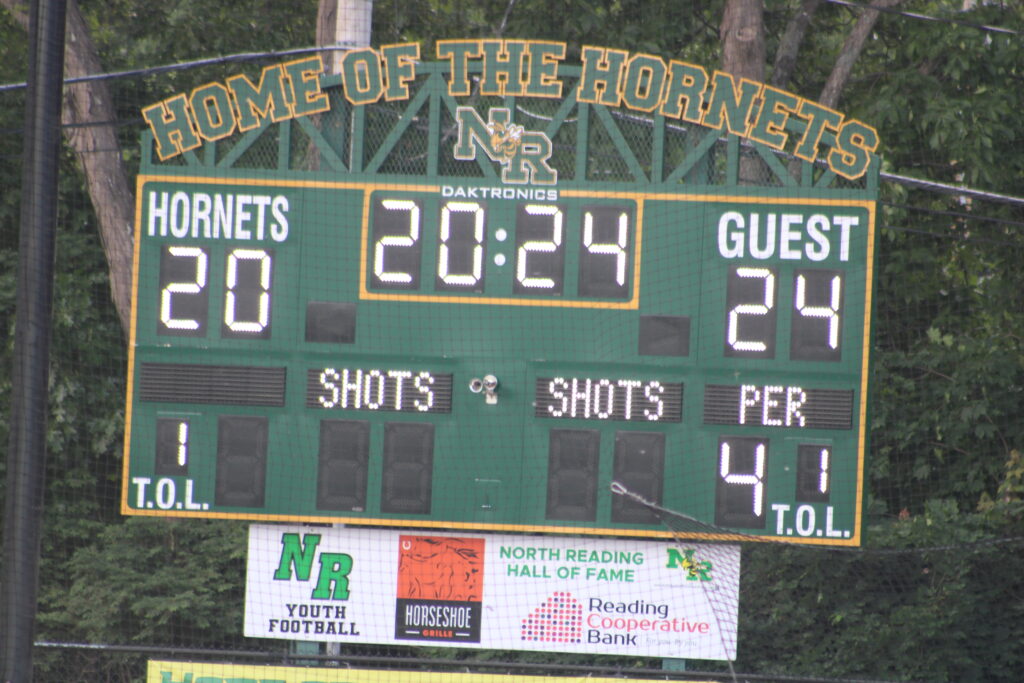 HOME OF THE HORNETS
NR
DAKTRONICS
HORNETS 20:24 GUEST
20 24
SHOTS SHOTS PER
1 4 1
T.O.L. T.O.L.
NR
YOUTH
FOOTBALL
HORSESHOE
GRILLE
NORTH READING
HALL OF FAME
NR
Reading
Cooperative
Bank